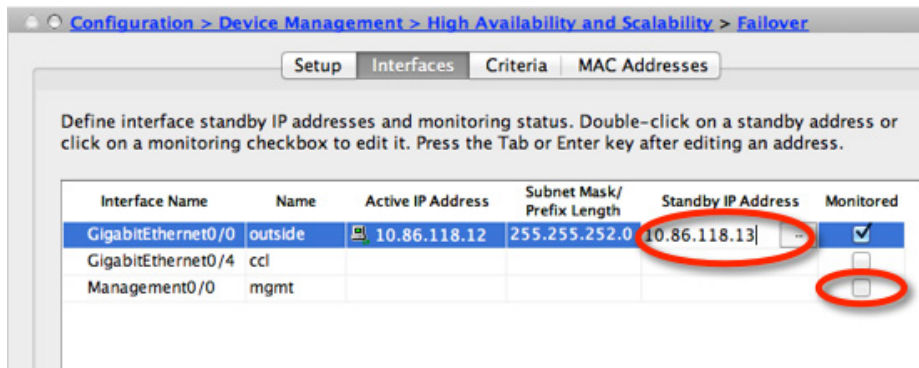 Configuration > Device Management > High Availability and Scalability > Failover
Setup Interfaces Criteria MAC Addresses
Define interface standby IP addresses and monitoring status. Double-click on a standby address or
click on a monitoring checkbox to edit it. Press the Tab or Enter key after editing an address.
Interface Name Name Active IP Address Subnet Mask/ Prefix Length Standby IP Address Monitored
GigabitEthernet0/0 outside 10.86.118.12 255.255.252.0 10.86.118.13 ...
GigabitEthernet0/4 ccl
Management0/0 mgmt